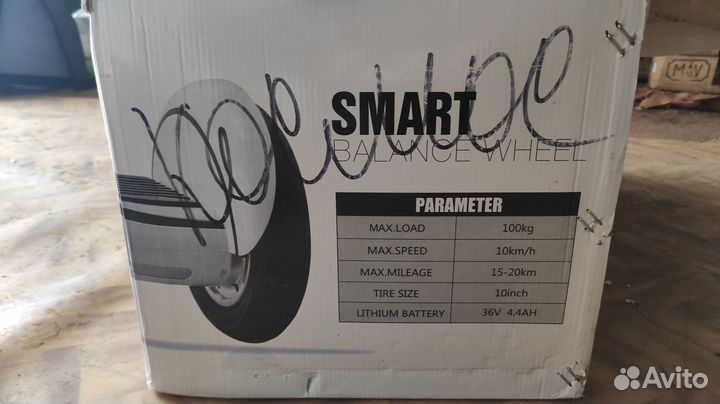 SMART
BALANCE WHEEL
PARAMETER
MAX.LOAD 100kg
MAX.SPEED 10km/h
MAX.MILEAGE 15-20km
TIRE SIZE 10inch
LITHIUM BATTERY 36V 4.4AH
Avito